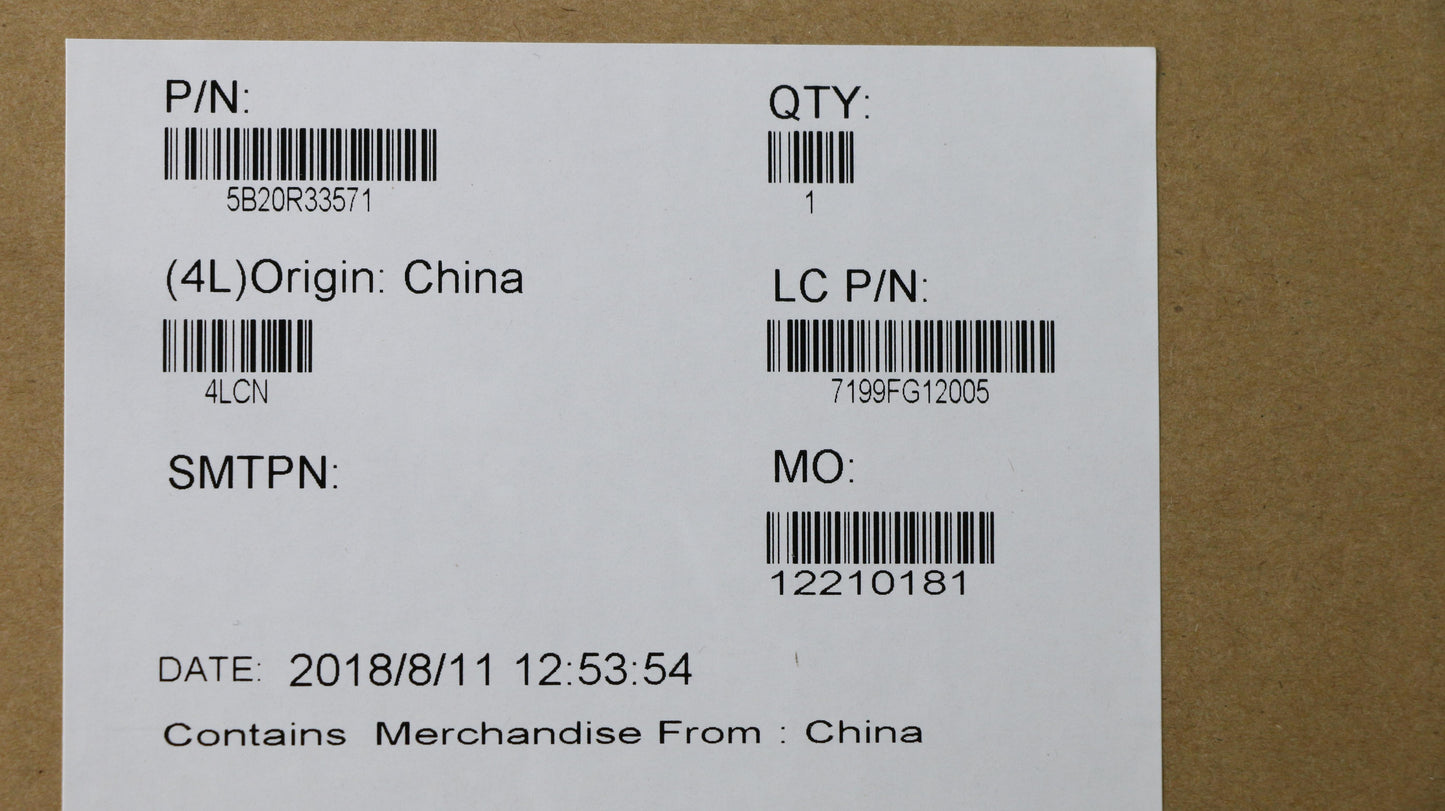 P/N:
5B20R33571
QTY:
1
(4L)Origin: China
4LCN
LC P/N:
7199FG12005
SMTPN:
MO:
12210181
DATE: 2018/8/11 12:53:54
Contains Merchandise From : China